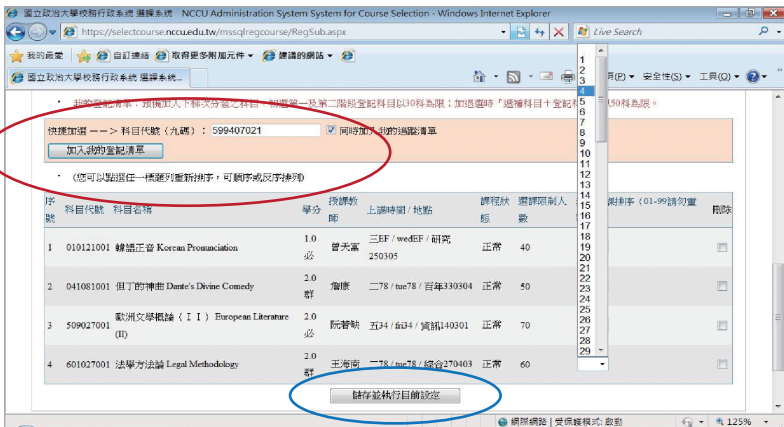 國立政治大學校務行政系統 選課系統 NCCU Administration System System for Course Selection - Windows Internet Explorer
https://selectcourse.nccu.edu.tw/mssqlregcourse/RegSub.aspx
Live Search
我的最愛 自訂連結 取得更多附加元件 建議的網站
國立政治大學校務行政系統 選課系統...
安全性(S) 工具(O)
快捷加選 ——> 科目代號（九碼）： 599407021 同時加入我的追蹤清單
加入我的登記清單
(您可以點選任一標題列重新排序，可順序或反序排列)
序號 科目代號 科目名稱 學分 授課教師 上課時間 / 地點 課程狀態 選課限制人數 排序（01-99請勿重 刪除
1 010121001 韓語正音 Korean Pronunciation 1.0 必 曾天富 三EF / wedEF / 研究 250305 正常 40
2 041081001 但丁的神曲 Dante's Divine Comedy 2.0 群 詹康 二78 / tue78 / 百年330304 正常 50
3 509027001 歐洲文學概論（II） European Literature (II) 2.0 必 阮若缺 五34 / fri34 / 資訊140301 正常 70
4 601027001 法學方法論 Legal Methodology 2.0 群 王海南 二78 / tue78 / 綜合270403 正常 60
1
2
3
4
5
6
7
8
9
10
11
12
13
14
15
16
17
18
19
20
21
22
23
24
25
26
27
28
29
儲存並執行目前設定
網際網路 | 受保護模式: 啟動
125%